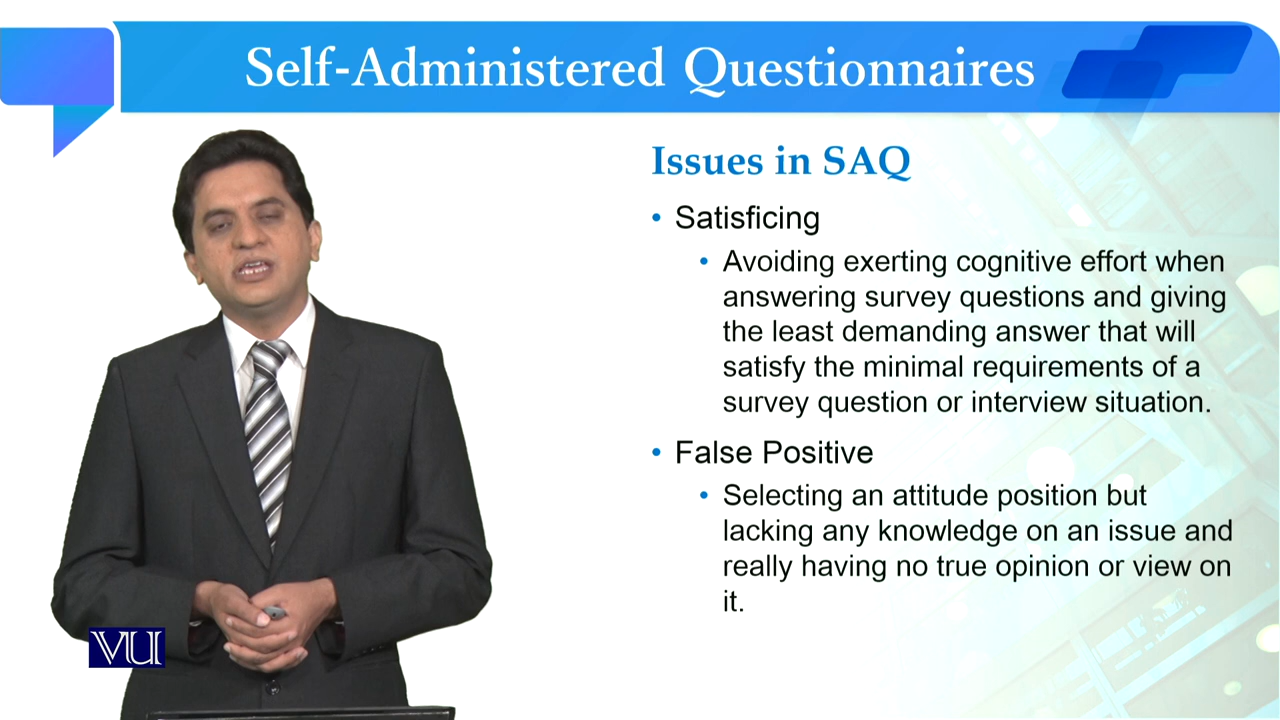 Self-Administered Questionnaires
Issues in SAQ
• Satisficing
• Avoiding exerting cognitive effort when
answering survey questions and giving
the least demanding answer that will
satisfy the minimal requirements of a
survey question or interview situation.
• False Positive
• Selecting an attitude position but
lacking any knowledge on an issue and
really having no true opinion or view on
it.
VU